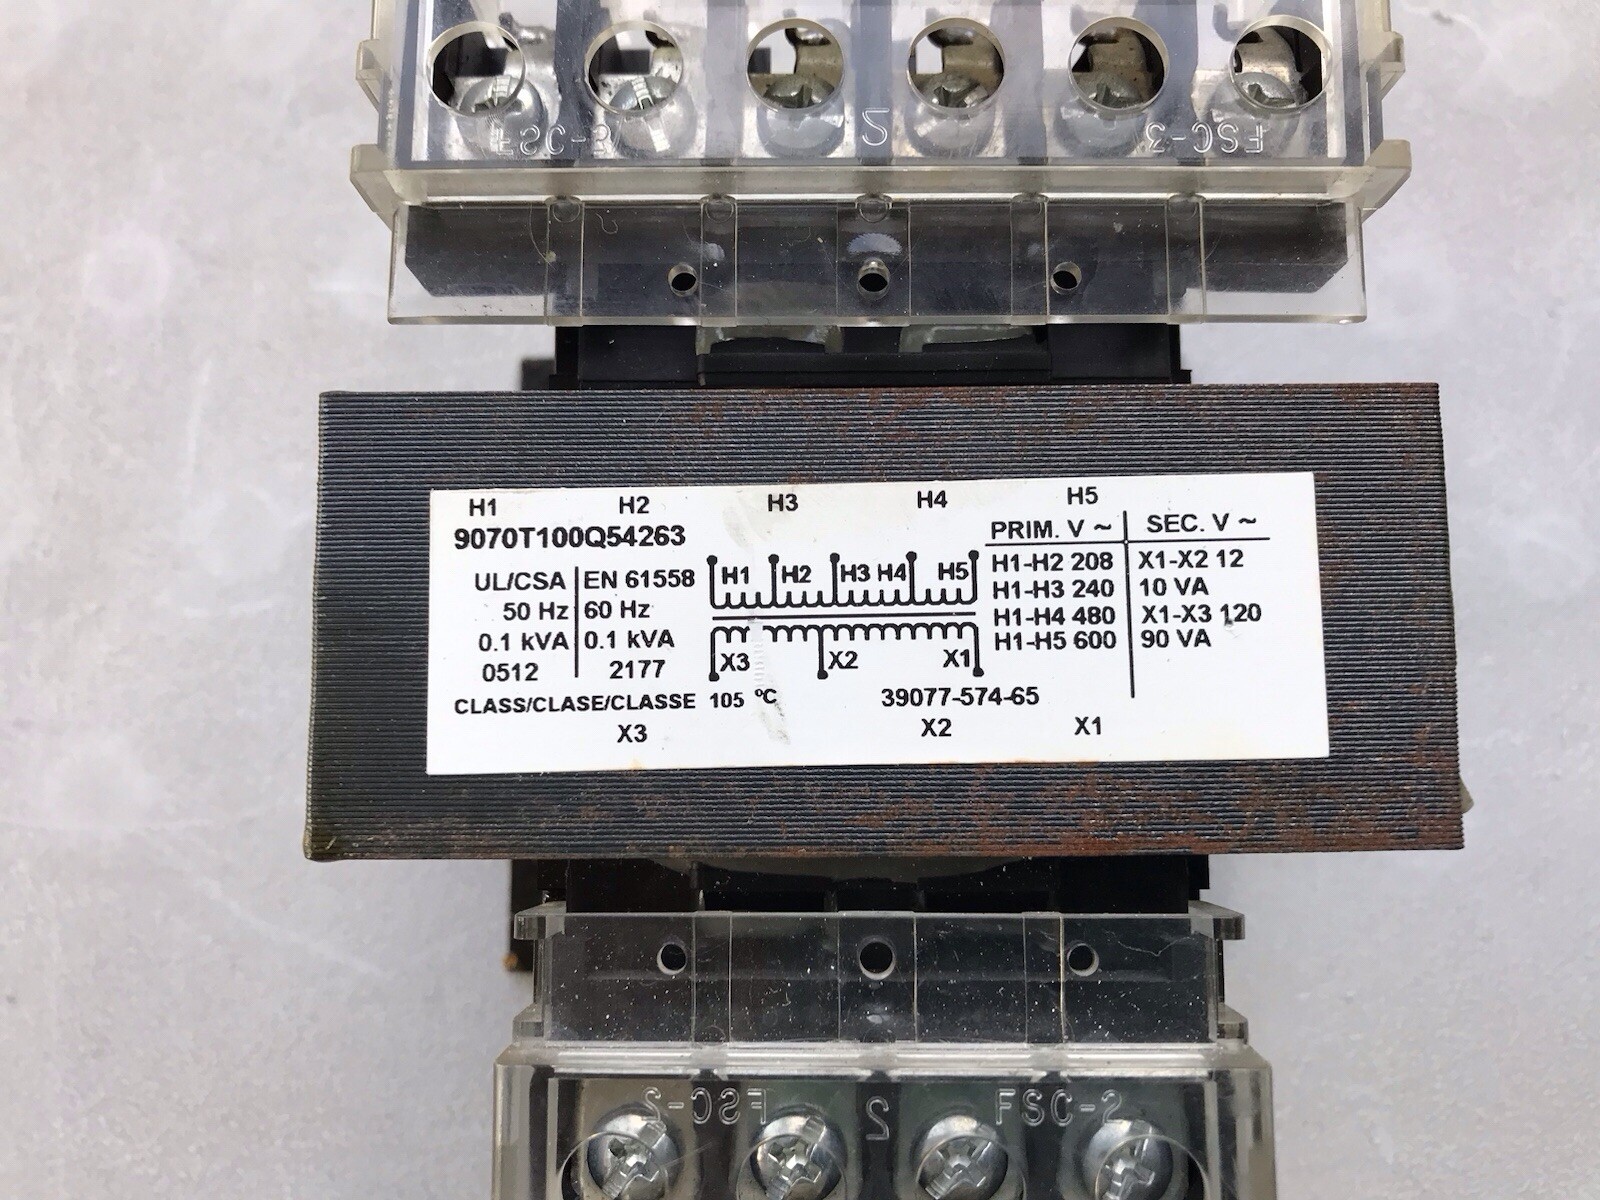 FSC-3 2 FSC-3
H1 H2 H3 H4 H5
9070T100Q54263
UL/CSA EN 61558
50 Hz 60 Hz
0.1 kVA 0.1 kVA
0512 2177
CLASS/CLASE/CLASSE 105 ºC
H1 H2 H3 H4 H5
X3 X2 X1
39077-574-65
PRIM. V ~ SEC. V ~
H1-H2 208 X1-X2 12
H1-H3 240 10 VA
H1-H4 480 X1-X3 120
H1-H5 600 90 VA
X3 X2 X1
FSC-2 2 FSC-2